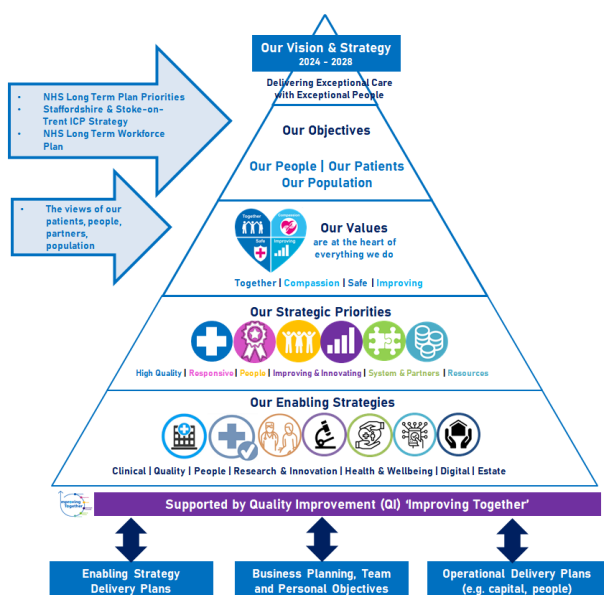 Our Vision & Strategy
2024 - 2028
Delivering Exceptional Care
with Exceptional People
• NHS Long Term Plan Priorities
• Staffordshire & Stoke-on-
Trent ICP Strategy
• NHS Long Term Workforce
Plan
Our Objectives
Our People | Our Patients
Our Population
• The views of our
patients, people,
partners,
population
Together
Compassion
Safe
Improving
Our Values
are at the heart of
everything we do
Together | Compassion | Safe | Improving
Our Strategic Priorities
High Quality | Responsive | People | Improving & Innovating | System & Partners | Resources
Our Enabling Strategies
Clinical | Quality | People | Research & Innovation | Health & Wellbeing | Digital | Estate
Improving
Together
Supported by Quality Improvement (QI) ‘Improving Together’
Enabling Strategy
Delivery Plans
Business Planning, Team
and Personal Objectives
Operational Delivery Plans
(e.g. capital, people)